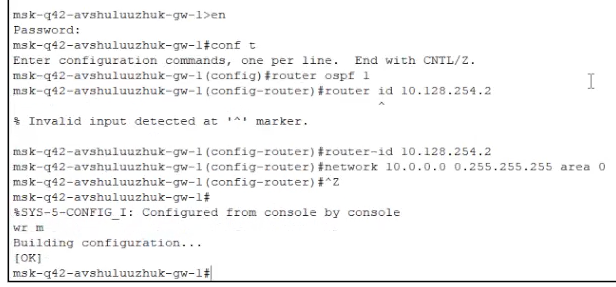 msk-q42-avshuluuzhuk-gw-1>en
Password:
msk-q42-avshuluuzhuk-gw-1#conf t
Enter configuration commands, one per line.  End with CNTL/Z.
msk-q42-avshuluuzhuk-gw-1(config)#router ospf 1
msk-q42-avshuluuzhuk-gw-1(config-router)#router id 10.128.254.2
^
% Invalid input detected at '^' marker.
msk-q42-avshuluuzhuk-gw-1(config-router)#router-id 10.128.254.2
msk-q42-avshuluuzhuk-gw-1(config-router)#network 10.0.0.0 0.255.255.255 area 0
msk-q42-avshuluuzhuk-gw-1(config-router)#^Z
msk-q42-avshuluuzhuk-gw-1#
%SYS-5-CONFIG_I: Configured from console by console
wr m
Building configuration...
[OK]
msk-q42-avshuluuzhuk-gw-1#